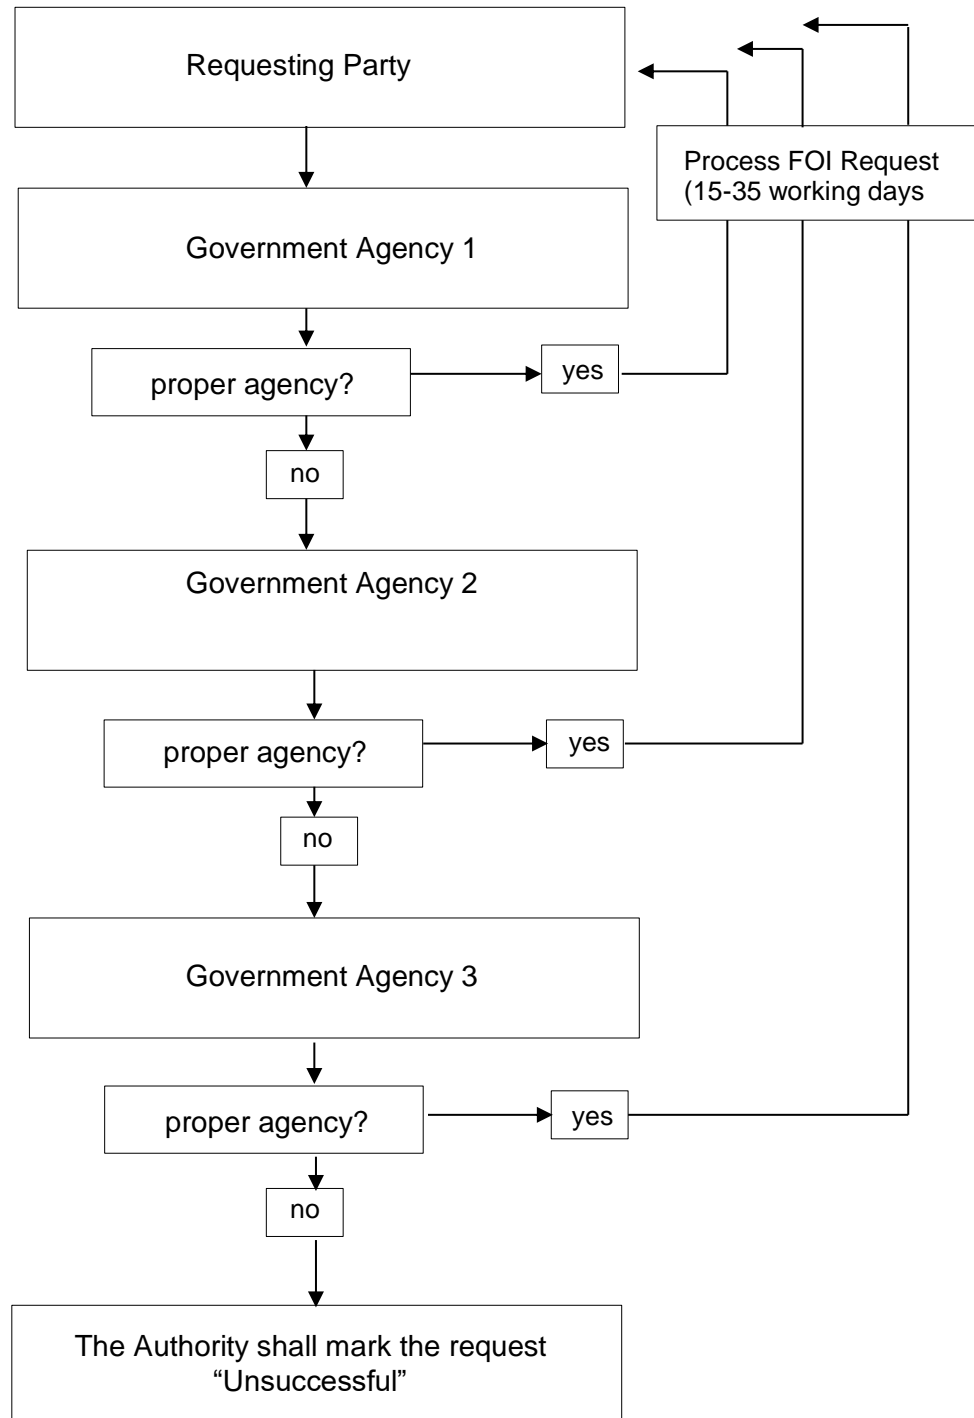 Requesting Party
Process FOI Request
(15-35 working days
Government Agency 1
proper agency?
yes
no
Government Agency 2
proper agency?
yes
no
Government Agency 3
proper agency?
yes
no
The Authority shall mark the request
“Unsuccessful”